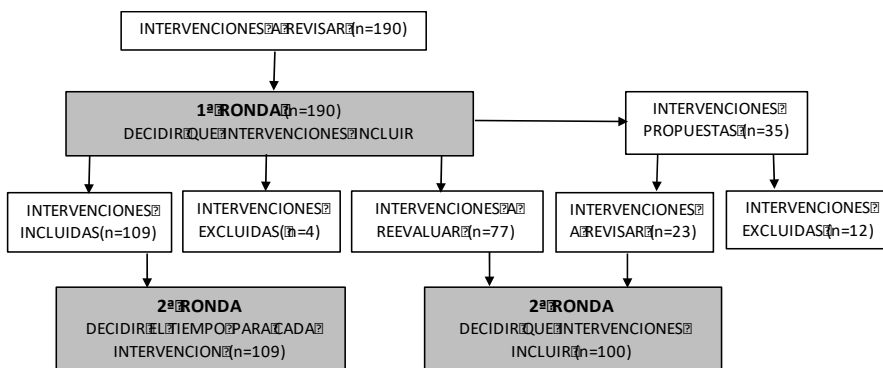 INTERVENCIONES A REVISAR (n=190)
1ª RONDA (n=190)
DECIDIR QUE INTERVENCIONES INCLUIR
INTERVENCIONES
PROPUESTAS (n=35)
INTERVENCIONES
INCLUIDAS(n=109)
INTERVENCIONES
EXCLUIDAS( n=4)
INTERVENCIONES A
REEVALUAR (n=77)
INTERVENCIONES
A REVISAR (n=23)
INTERVENCIONES
EXCLUIDAS (n=12)
2ª RONDA
DECIDIR EL TIEMPO PARA CADA
INTERVENCION (n=109)
2ª RONDA
DECIDIR QUE INTERVENCIONES
INCLUIR (n=100)